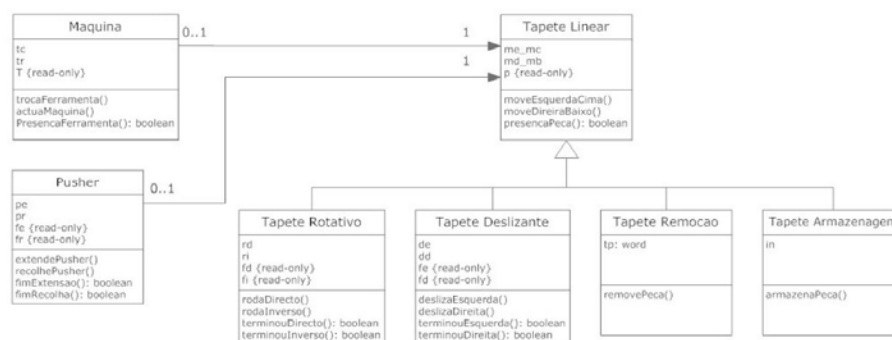 Maquina
tc
tr
T {read-only}
trocaFerramenta()
actuaMaquina()
PresencaFerramenta(): boolean
0..1
1
1
Tapete Linear
me_mc
md_mb
p {read-only}
moveEsquerdaCima()
moveDireiraBaixo()
presencaPeca(): boolean
Pusher
pe
pr
fe {read-only}
fr {read-only}
extendePusher()
recolhePusher()
fimExtensao(): boolean
fimRecolha(): boolean
0..1
Tapete Rotativo
rd
ri
fd {read-only}
fi {read-only}
rodaDirecto()
rodaInverso()
terminouDirecto(): boolean
terminouInverso(): boolean
Tapete Deslizante
de
dd
fe {read-only}
fd {read-only}
deslizaEsquerda()
deslizaDireita()
terminouEsquerda(): boolean
terminouDireita(): boolean
Tapete Remocao
tp: word
removePeca()
Tapete Armazenagem
in
armazenaPeca()